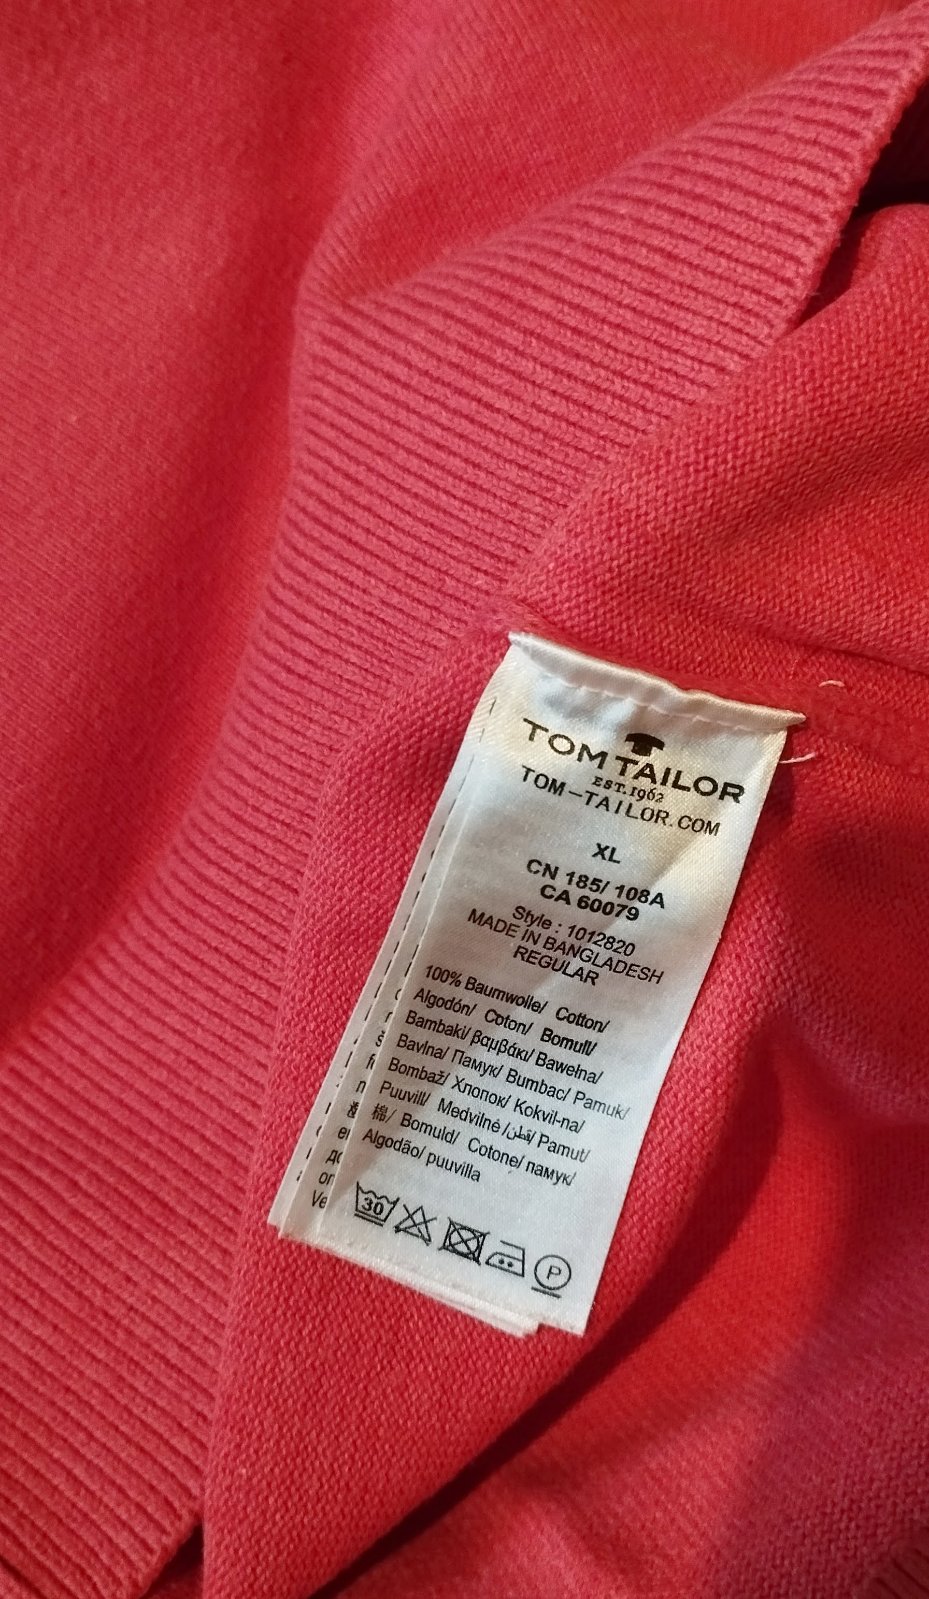 TOM TAILOR
EST.1962
TOM-TAILOR.COM
XL
CN 185/ 108A
CA 60079
Style : 1012820
MADE IN BANGLADESH
REGULAR
100% Baumwolle/ Cotton/
Algodón/ Coton/ Bomull/
Bambaki/ βαμβάκι/ Bawełna/
Bavlna/ Памук/ Bumbac/ Pamuk/
Bombaž/ Хлопок/ Kokvil-na/
Puuvill/ Medvilnė /قطن/ Pamut/
棉/ Bomuld/ Cotone/ памук/
Algodão/ puuvilla
30
P